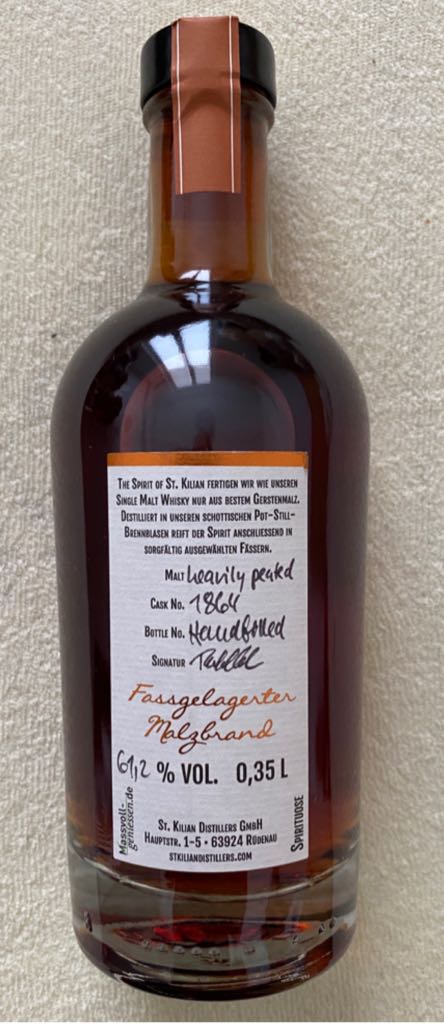 The Spirit of St. Kilian fertigen wir wie unseren
Single Malt Whisky nur aus bestem Gerstenmalz.
Destilliert in unseren schottischen Pot-Still-
Brennblasen reift der Spirit anschliessend in
sorgfältig ausgewählten Fässern.
Malt heavily peated
Cask No. 1864
Bottle No. Handfilled
Signatur
Fassgelagerter
Malzbrand
61,2 % VOL. 0,35 L
Massvoll-
geniessen.de
St. Kilian Distillers GmbH
Hauptstr. 1-5 • 63924 Rüdenau
stkiliandistillers.com
Spirituose